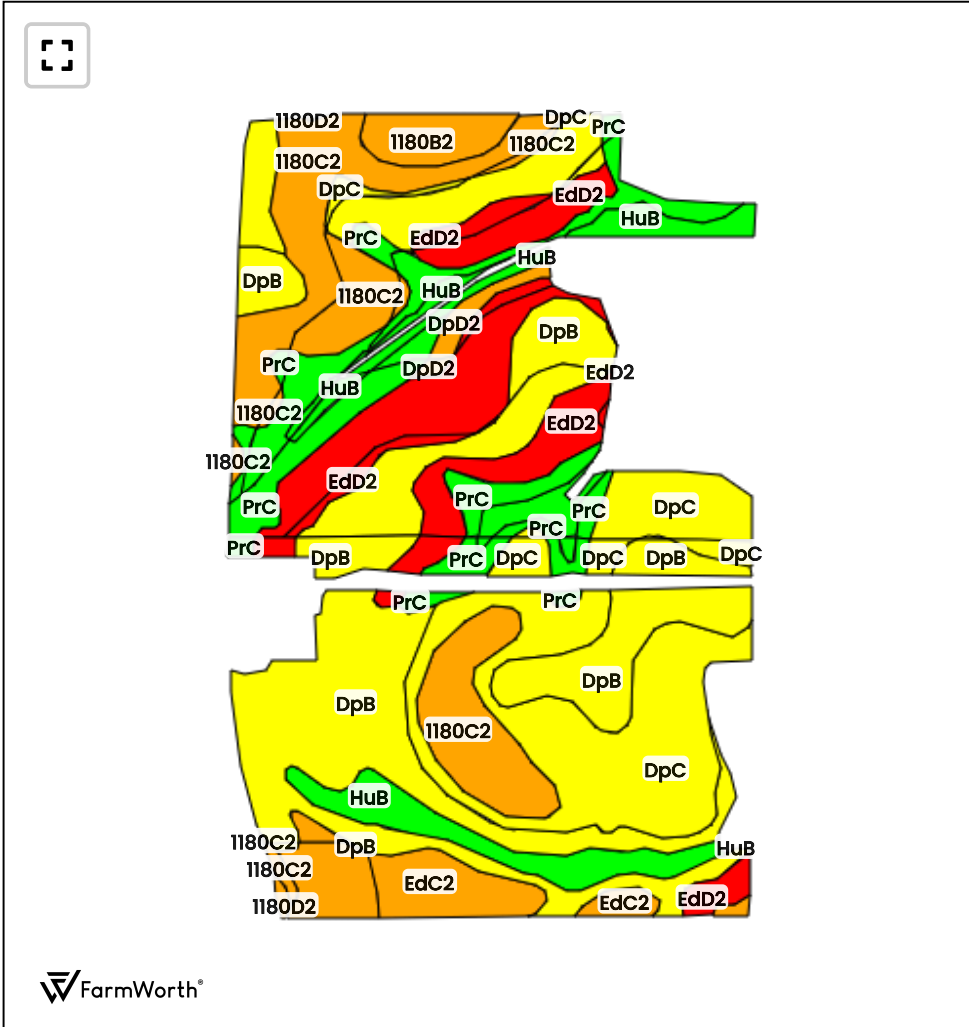 1180D2
DpC
PrC
1180B2
1180C2
1180C2
DpC
EdD2
HuB
PrC
EdD2
HuB
DpB
HuB
1180C2
DpD2
DpB
PrC
DpD2
EdD2
HuB
1180C2
EdD2
1180C2
EdD2
PrC
PrC
DpC
PrC
PrC
PrC
DpB
PrC
DpC
DpC
DpB
DpC
PrC
PrC
DpB
DpB
1180C2
DpC
HuB
1180C2
DpB
HuB
1180C2
EdC2
1180D2
EdC2
EdD2
FarmWorth®